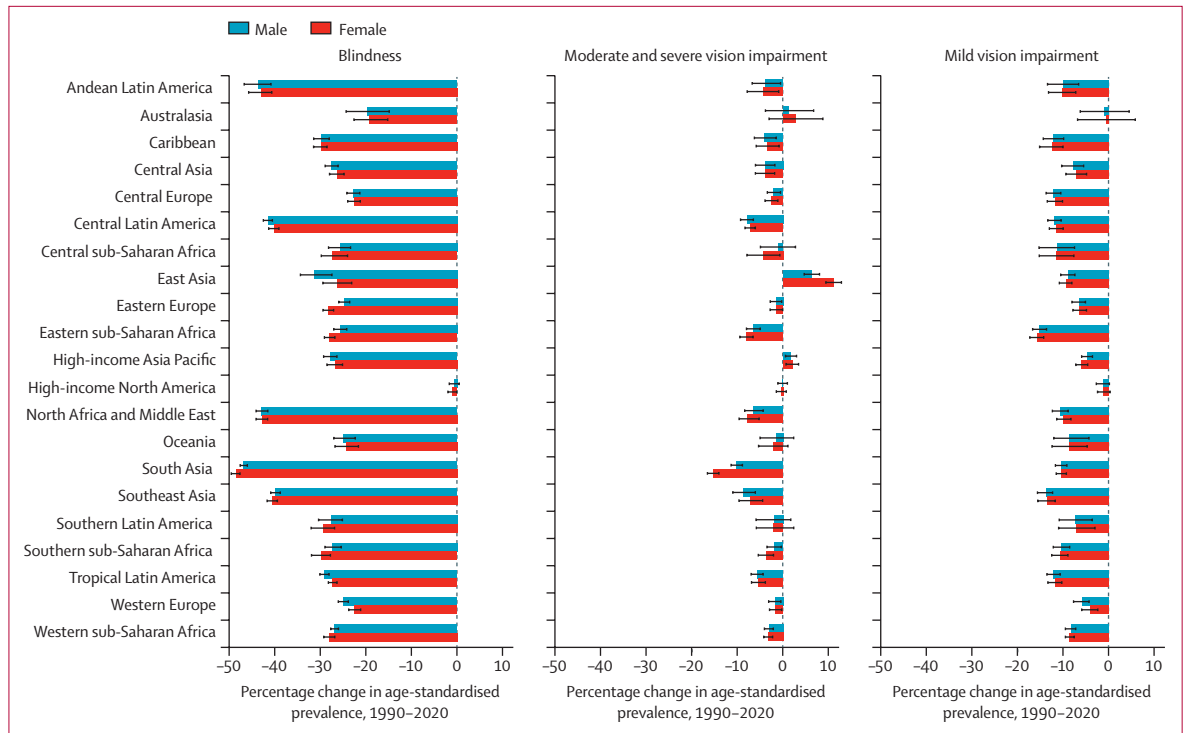 Male Female
Blindness
Moderate and severe vision impairment
Mild vision impairment
Andean Latin America
Australasia
Caribbean
Central Asia
Central Europe
Central Latin America
Central sub-Saharan Africa
East Asia
Eastern Europe
Eastern sub-Saharan Africa
High-income Asia Pacific
High-income North America
North Africa and Middle East
Oceania
South Asia
Southeast Asia
Southern Latin America
Southern sub-Saharan Africa
Tropical Latin America
Western Europe
Western sub-Saharan Africa
–50 –40 –30 –20 –10 0 10
Percentage change in age-standardised
prevalence, 1990–2020
–50 –40 –30 –20 –10 0 10
Percentage change in age-standardised
prevalence, 1990–2020
–50 –40 –30 –20 –10 0 10
Percentage change in age-standardised
prevalence, 1990–2020